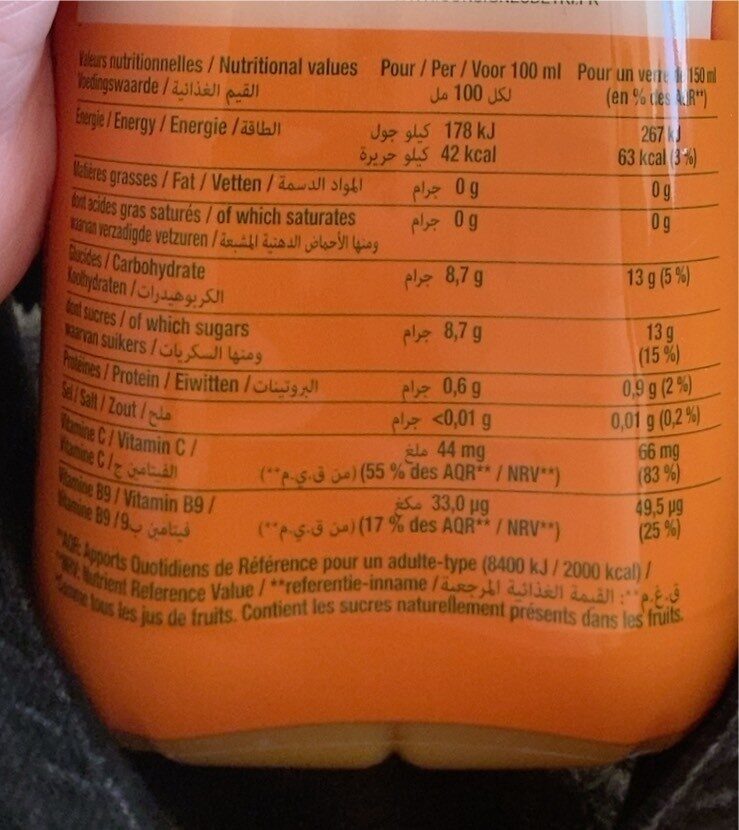 Valeurs nutritionnelles / Nutritional values Pour / Per / Voor 100 ml Pour un verre de 150 ml
Voedingswaarde / القيم الغذائية لكل 100 مل (en % des AQR**)
Energie / Energy / Energie / الطاقة 178 kJ كيلو جول 267 kJ
42 kcal كيلو حريرة 63 kcal (3 %)
Matières grasses / Fat / Vetten / المواد الدسمة 0 g جرام 0 g
dont acides gras saturés / of which saturates 0 g جرام 0 g
waarvan verzadigde vetzuren / ومنها الأحماض الدهنية المشبعة
Glucides / Carbohydrate 8,7 g جرام 13 g (5 %)
Koolhydraten / الكربوهيدرات
dont sucres / of which sugars 8,7 g جرام 13 g
waarvan suikers / ومنها السكريات (15 %)
Protéines / Protein / Eiwitten / البروتينات 0,6 g جرام 0,9 g (2 %)
Sel / Salt / Zout / ملح <0,01 g جرام 0,01 g (0,2 %)
Vitamine C / Vitamin C / 44 mg ملغ 66 mg
Vitamine C / الفيتامين ج (55 % des AQR** / NRV**) (من ق.ي.م**) (83 %)
Vitamine B9 / Vitamin B9 / 33,0 µg مكغ 49,5 µg
Vitamine B9 / فيتامين ب9 (17 % des AQR** / NRV**) (من ق.ي.م**) (25 %)
**AQR: Apports Quotidiens de Référence pour un adulte-type (8400 kJ / 2000 kcal) /
**NRV: Nutrient Reference Value / **referentie-inname / ق.غ.م**: القيمة الغذائية المرجعية
Comme tous les jus de fruits. Contient les sucres naturellement présents dans les fruits.